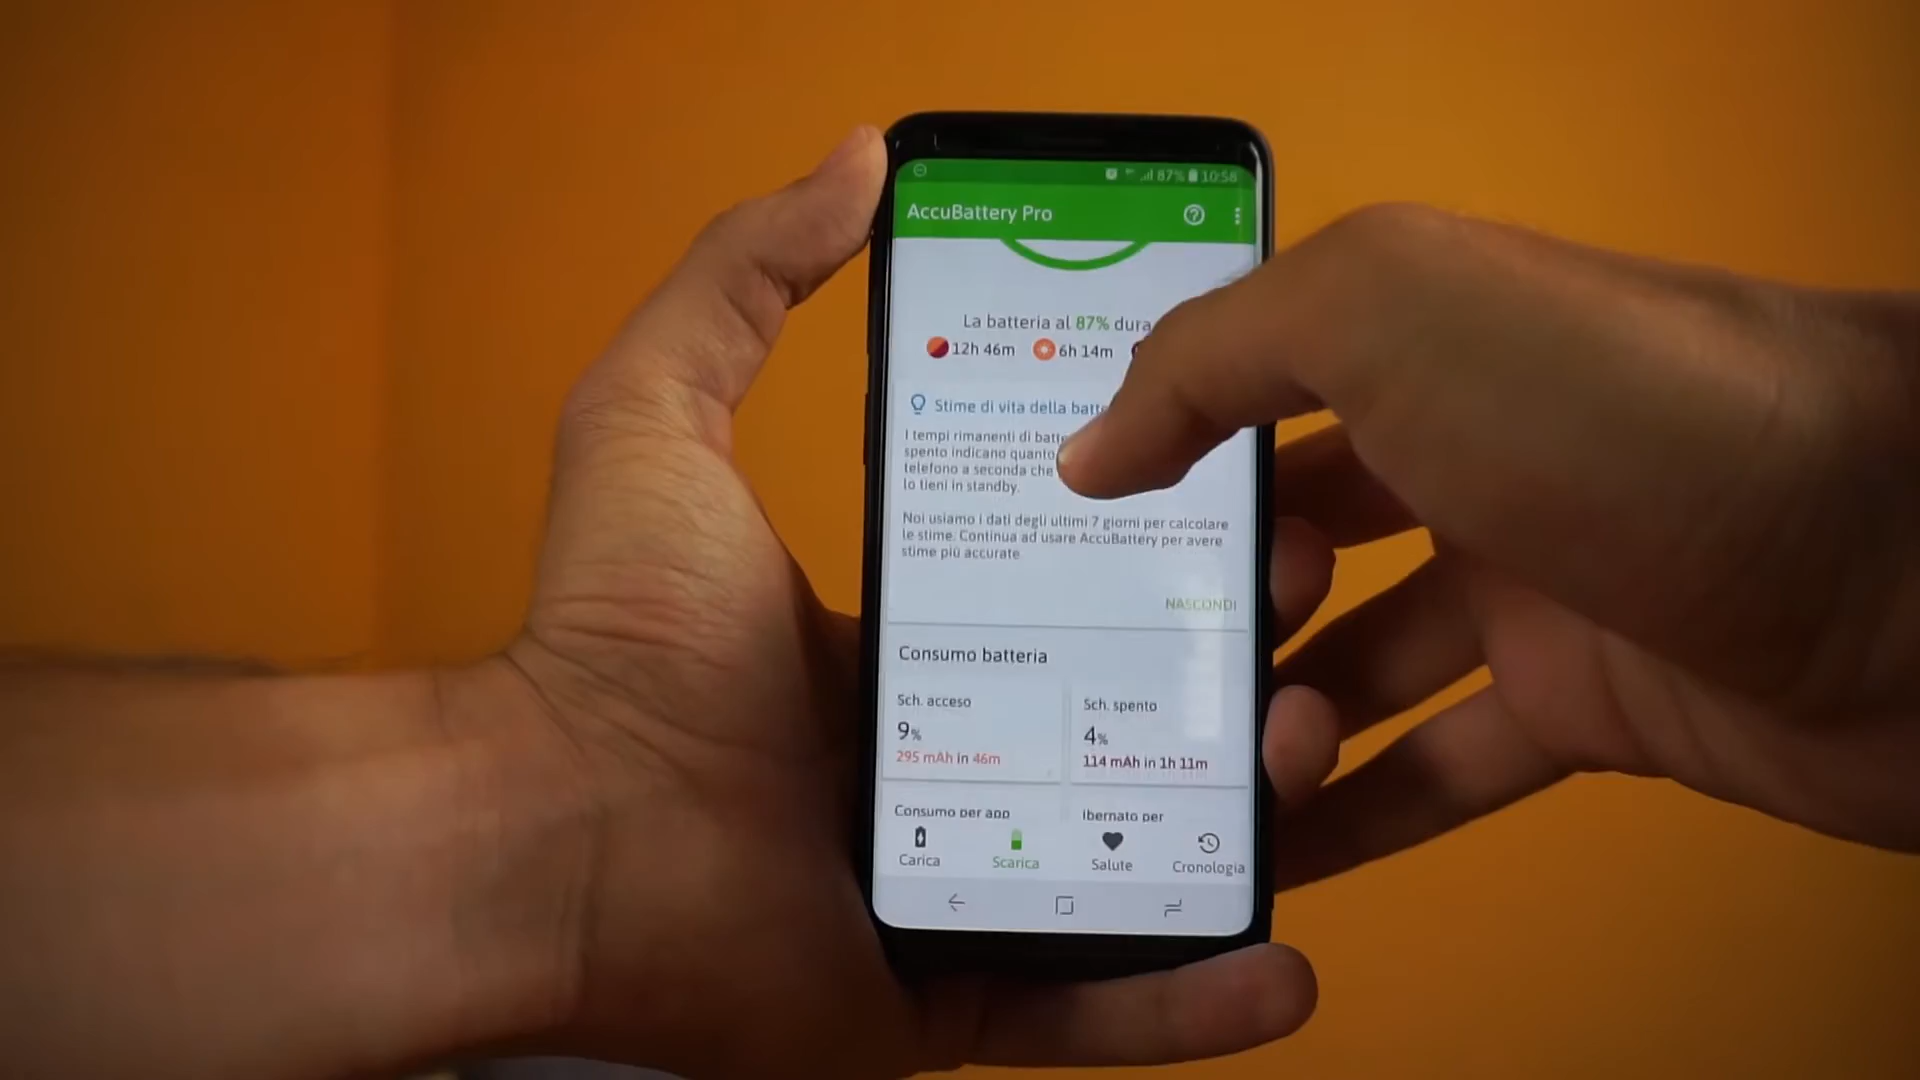 87% 10:58
AccuBattery Pro
La batteria al 87% dura
12h 46m 6h 14m
Stime di vita della
I tempi rimanenti di
spento indicano quanto
telefono a seconda che
lo tieni in standby.
Noi usiamo i dati degli ultimi 7 giorni per calcolare
le stime. Continua ad usare AccuBattery per avere
stime più accurate
NASCONDI
Consumo batteria
Sch. acceso
9%
295 mAh in 46m
Sch. spento
4%
114 mAh in 1h 11m
Consumo per app
Ibernato per
Carica
Scarica
Salute
Cronologia